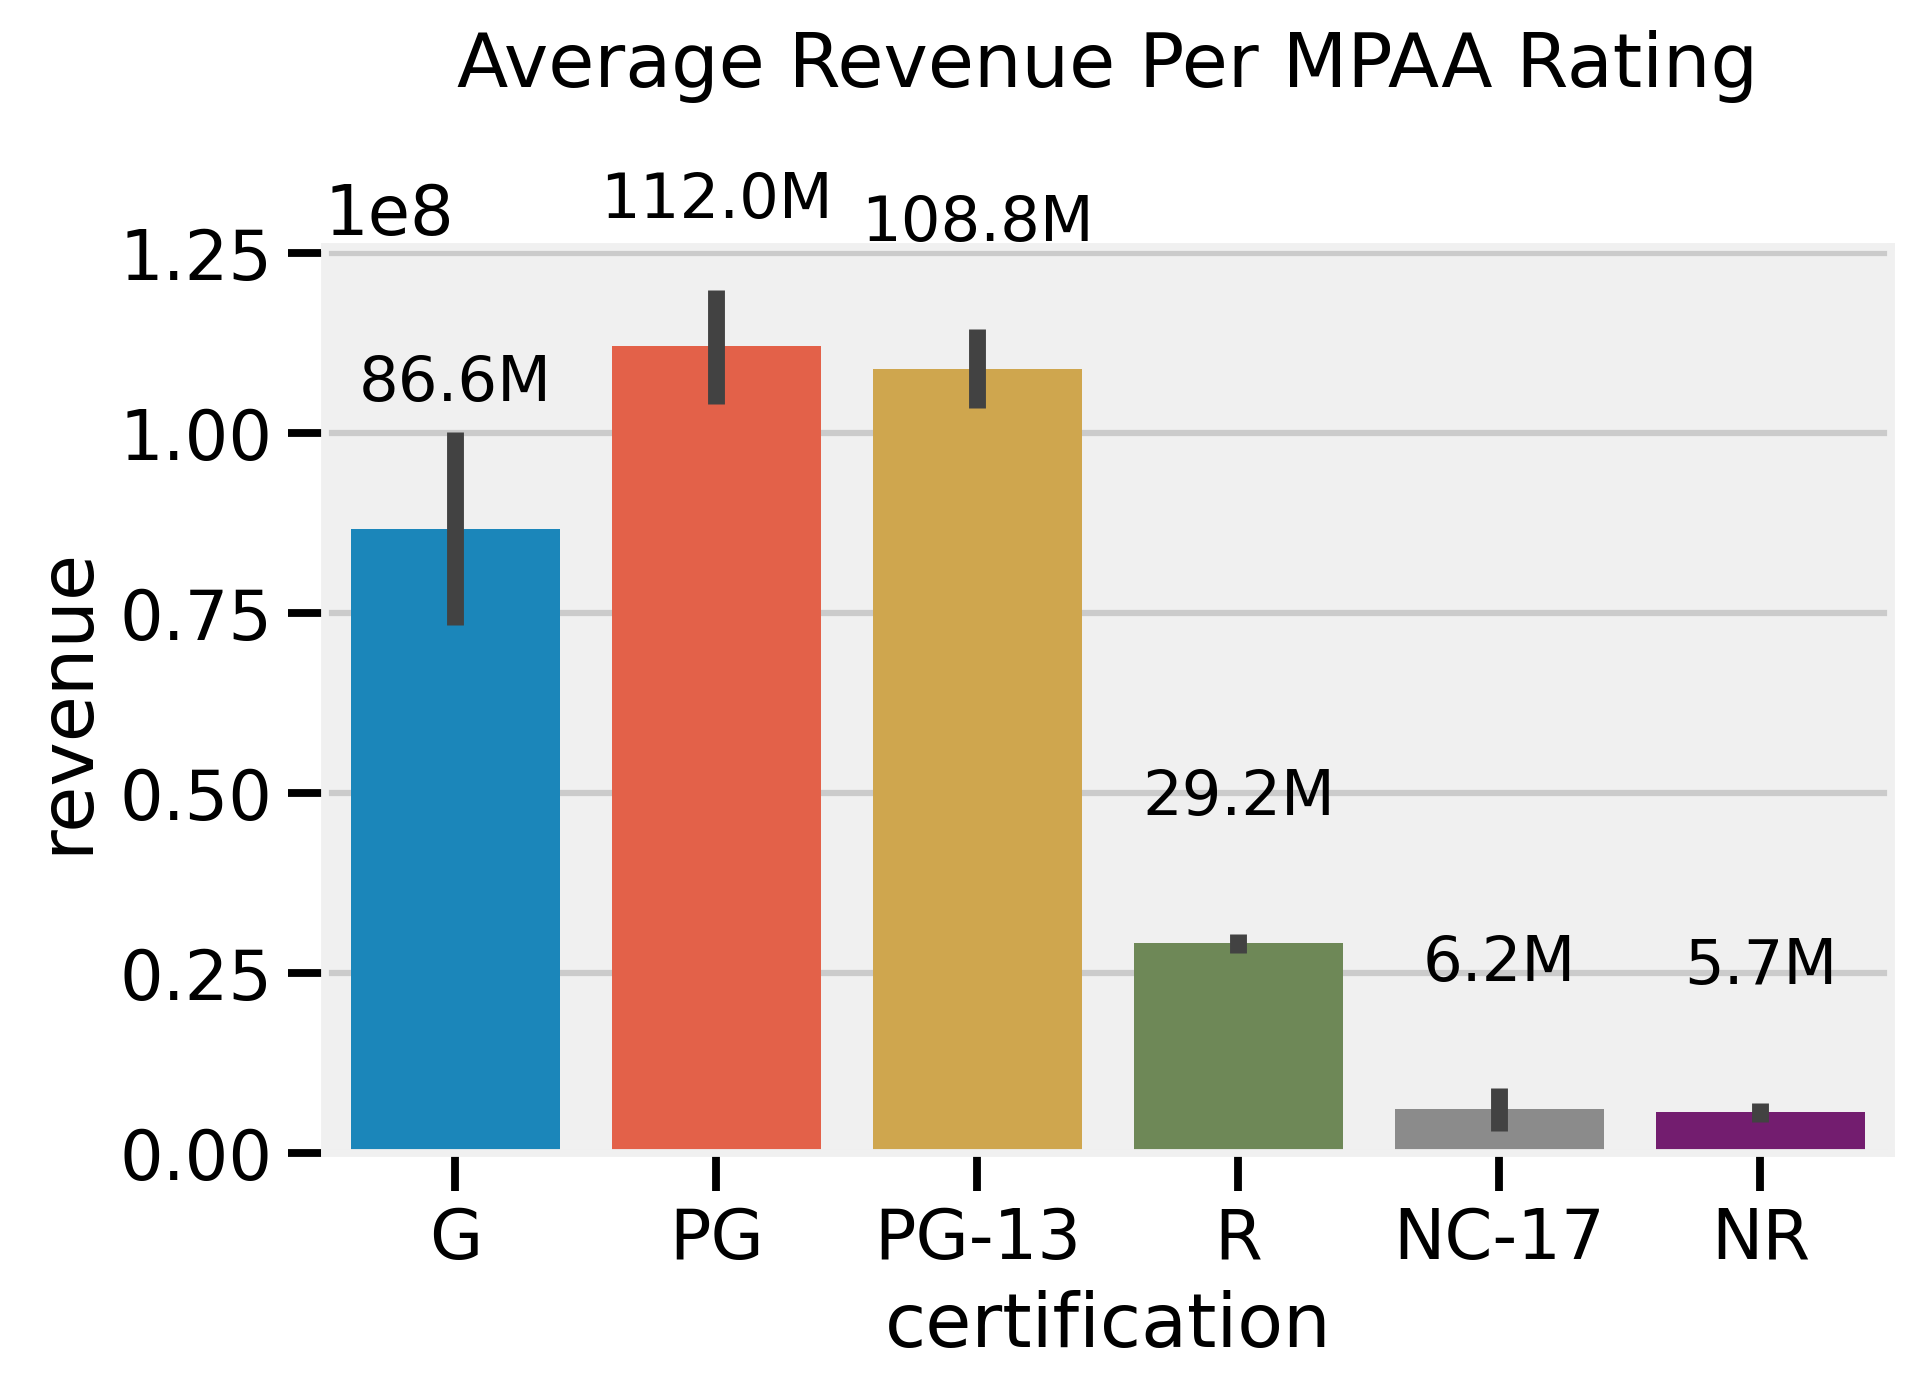 Average Revenue Per MPAA Rating
1e8
112.0M
108.8M
1.25
86.6M
1.00
0.75
0.50
29.2M
0.25
6.2M
5.7M
0.00
revenue
G PG PG-13 R NC-17 NR
certification